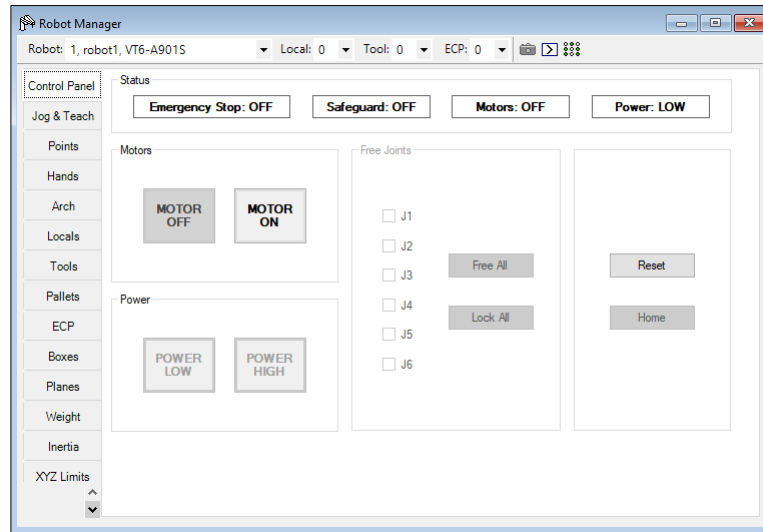 Robot Manager
Robot: 1, robot1, VT6-A901S Local: 0 Tool: 0 ECP: 0
Control Panel
Jog & Teach
Points
Hands
Arch
Locals
Tools
Pallets
ECP
Boxes
Planes
Weight
Inertia
XYZ Limits
Status
Emergency Stop: OFF Safeguard: OFF Motors: OFF Power: LOW
Motors
MOTOR OFF
MOTOR ON
Power
POWER LOW
POWER HIGH
Free Joints
J1
J2
J3
J4
J5
J6
Free All
Lock All
Reset
Home